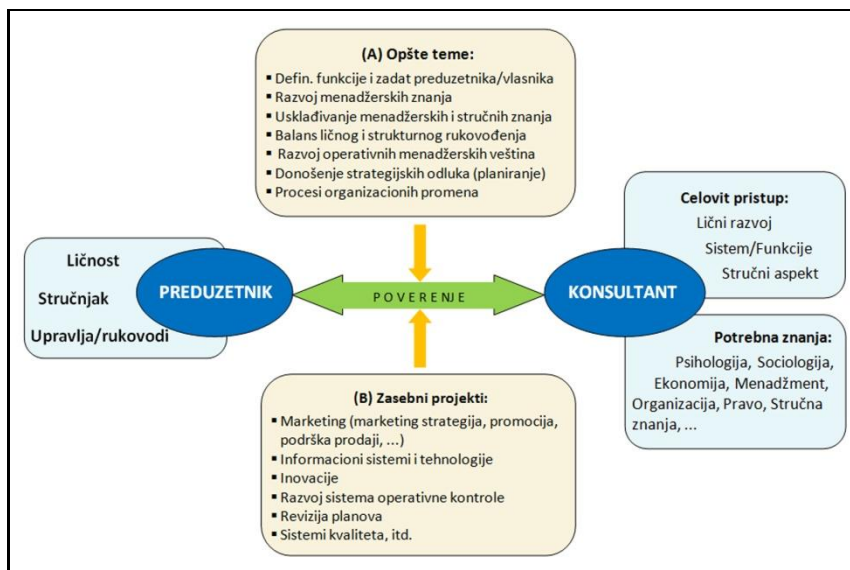 (A) Opšte teme:
▪ Defin. funkcije i zadat preduzetnika/vlasnika
▪ Razvoj menadžerskih znanja
▪ Usklađivanje menadžerskih i stručnih znanja
▪ Balans ličnog i strukturnog rukovođenja
▪ Razvoj operativnih menadžerskih veština
▪ Donošenje strategijskih odluka (planiranje)
▪ Procesi organizacionih promena
Ličnost
Stručnjak
Upravlja/rukovodi
PREDUZETNIK
POVERENJE
KONSULTANT
Celovit pristup:
Lični razvoj
Sistem/Funkcije
Stručni aspekt
Potrebna znanja:
Psihologija, Sociologija,
Ekonomija, Menadžment,
Organizacija, Pravo, Stručna
znanja, ...
(B) Zasebni projekti:
▪ Marketing (marketing strategija, promocija,
podrška prodaji, ...)
▪ Informacioni sistemi i tehnologije
▪ Inovacije
▪ Razvoj sistema operativne kontrole
▪ Revizija planova
▪ Sistemi kvaliteta, itd.